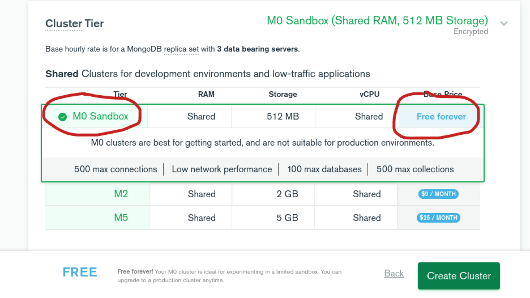 Cluster Tier
M0 Sandbox (Shared RAM, 512 MB Storage)
Encrypted
Base hourly rate is for a MongoDB replica set with 3 data bearing servers.
Shared Clusters for development environments and low-traffic applications
Tier RAM Storage vCPU Base Price
M0 Sandbox Shared 512 MB Shared Free forever
M0 clusters are best for getting started, and are not suitable for production environments.
500 max connections Low network performance 100 max databases 500 max collections
M2 Shared 2 GB Shared $9 / MONTH
M5 Shared 5 GB Shared $25 / MONTH
FREE
Free forever! Your M0 cluster is ideal for experimenting in a limited sandbox. You can
upgrade to a production cluster anytime.
Back
Create Cluster